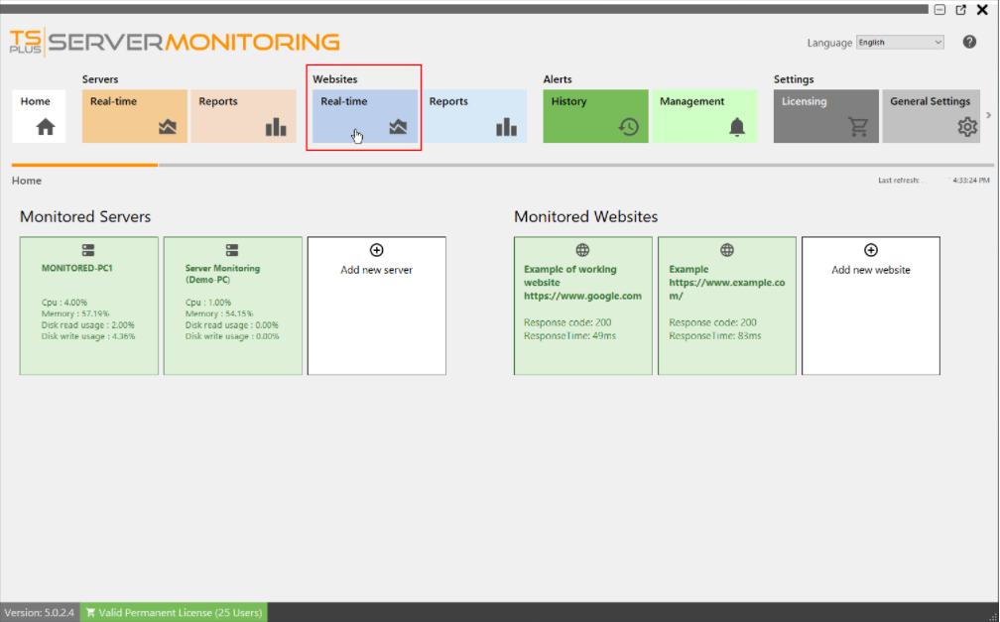 TSPLUS | SERVERMONITORING
Language English
Servers
Websites
Alerts
Settings
Home
Real-time
Reports
Real-time
Reports
History
Management
Licensing
General Settings
Home
Last refresh: 4:33:24 PM
Monitored Servers
MONITORED-PC1
Cpu : 4.00%
Memory : 57.19%
Disk read usage : 2.00%
Disk write usage : 4.36%
Server Monitoring
(Demo-PC)
Cpu : 1.00%
Memory : 54.15%
Disk read usage : 0.00%
Disk write usage : 0.00%
Add new server
Monitored Websites
Example of working
website
https://www.google.com
Response code: 200
ResponseTime: 49ms
Example
https://www.example.co
m/
Response code: 200
ResponseTime: 83ms
Add new website
Version: 5.0.2.4
Valid Permanent License (25 Users)